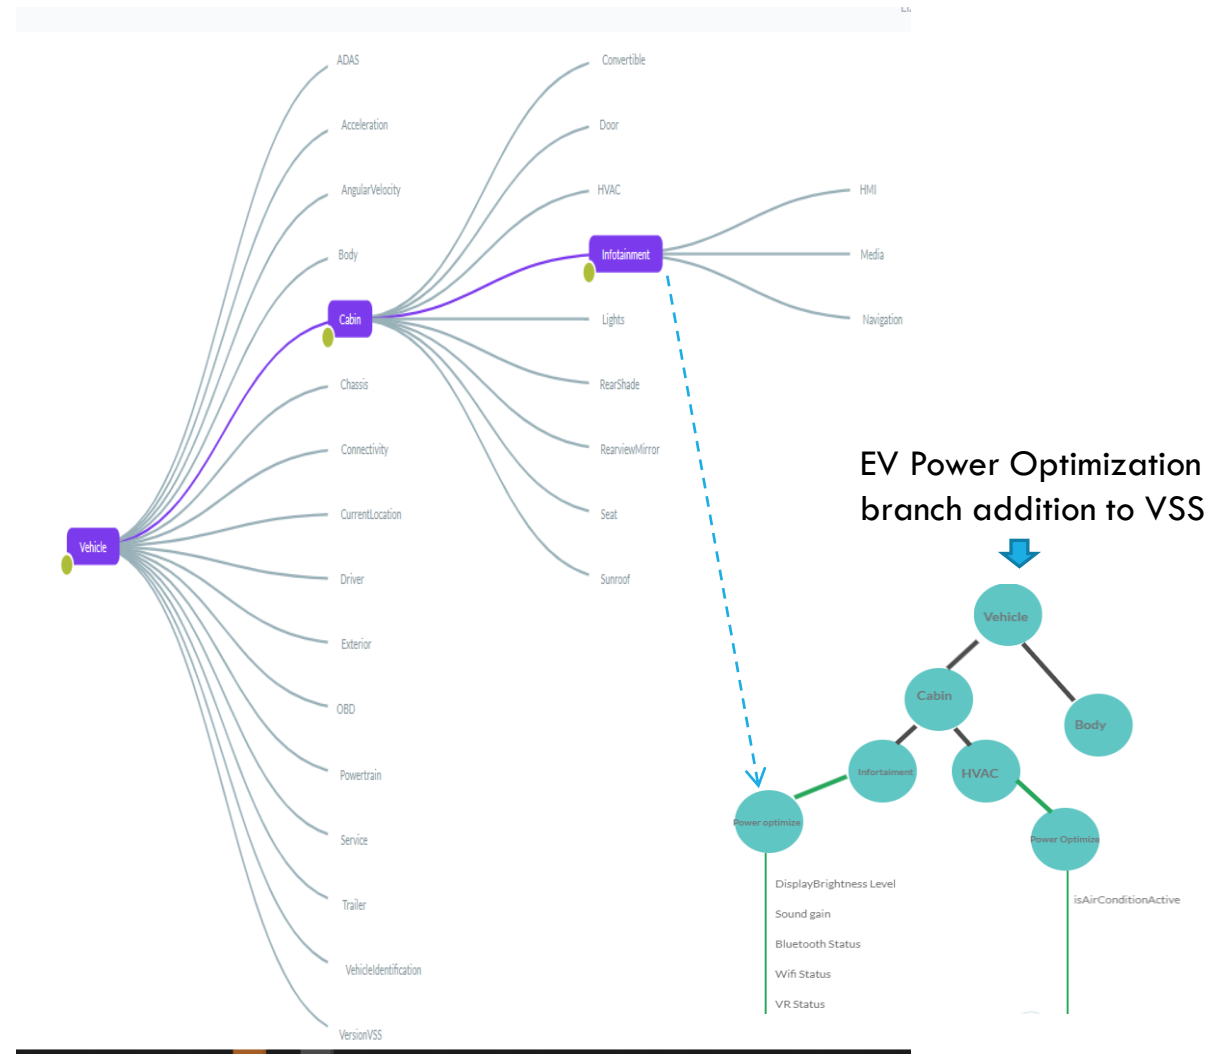 ADAS
Acceleration
AngularVelocity
Body
Cabin
Chassis
Connectivity
CurrentLocation
Vehicle
Driver
Exterior
OBD
Powertrain
Service
Trailer
VehicleIdentification
VersionVSS
Convertible
Door
HVAC
Infotainment
Lights
RearShade
RearviewMirror
Seat
Sunroof
HMI
Media
Navigation
EV Power Optimization
branch addition to VSS
Vehicle
Cabin
Body
Infortaiment
HVAC
Power optimize
Power Optimize
DisplayBrightness Level
Sound gain
Bluetooth Status
Wifi Status
VR Status
isAirConditionActive